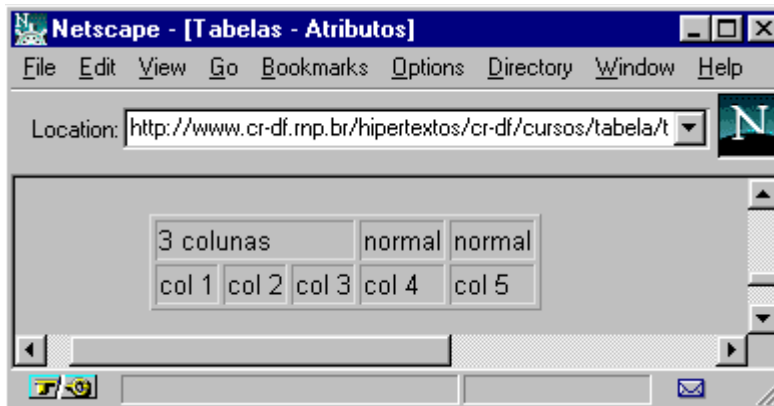 Netscape - [Tabelas - Atributos]
File Edit View Go Bookmarks Options Directory Window Help
Location: http://www.cr-df.rnp.br/hipertextos/cr-df/cursos/tabela/t
N
3 colunas normal normal
col 1 col 2 col 3 col 4 col 5